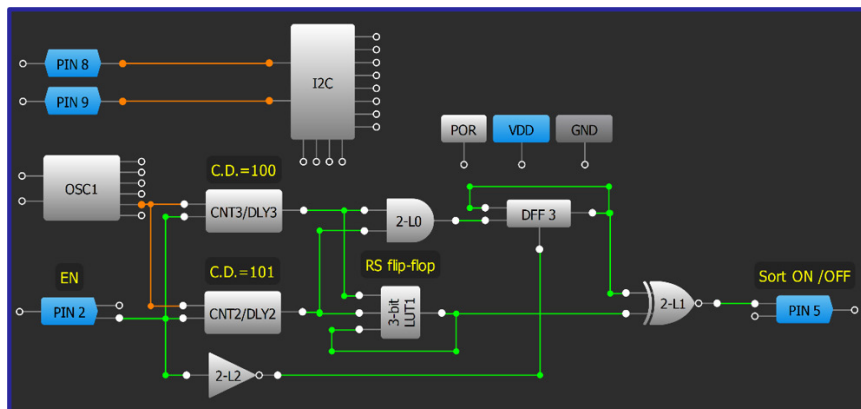 PIN 8
I2C
PIN 9
POR
VDD
GND
OSC1
C.D.=100
CNT3/DLY3
2-L0
DFF 3
EN
C.D.=101
RS flip-flop
Sort ON /OFF
PIN 2
CNT2/DLY2
3-bit
LUT1
2-L1
PIN 5
2-L2